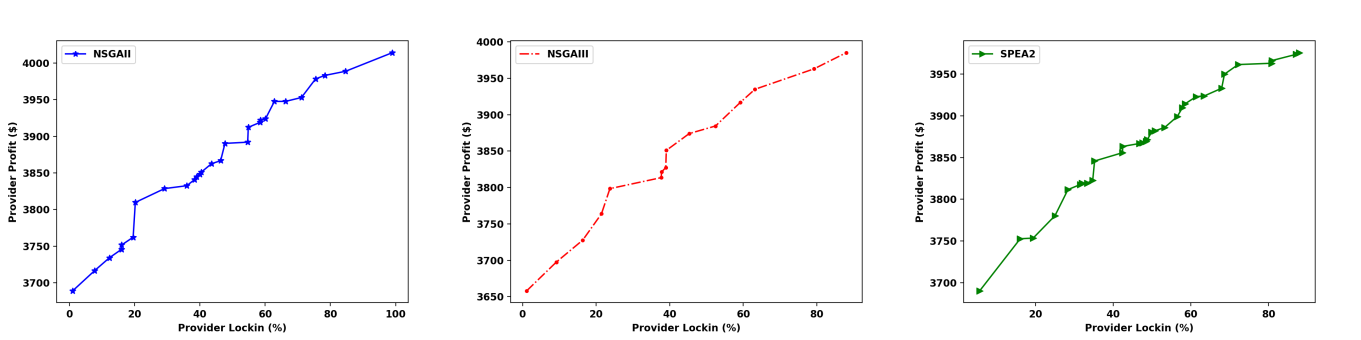 NSGAII
4000
3950
3900
3850
3800
3750
3700
Provider Profit ($)
0 20 40 60 80 100
Provider Lockin (%)
NSGAIII
4000
3950
3900
3850
3800
3750
3700
3650
Provider Profit ($)
0 20 40 60 80
Provider Lockin (%)
SPEA2
3950
3900
3850
3800
3750
3700
Provider Profit ($)
20 40 60 80
Provider Lockin (%)